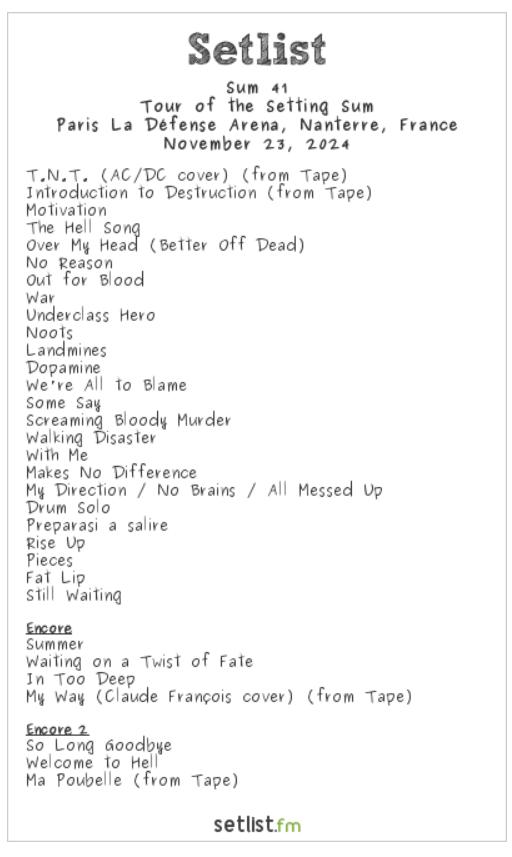 Setlist
Sum 41
Tour of the Setting Sum
Paris La Défense Arena, Nanterre, France
November 23, 2024
T.N.T. (AC/DC cover) (from Tape)
Introduction to Destruction (from Tape)
Motivation
The Hell Song
Over My Head (Better Off Dead)
No Reason
Out for Blood
War
Underclass Hero
Noots
Landmines
Dopamine
We're All to Blame
Some Say
Screaming Bloody Murder
Walking Disaster
With Me
Makes No Difference
My Direction / No Brains / All Messed Up
Drum Solo
Preparasi a salire
Rise Up
Pieces
Fat Lip
Still Waiting
Encore
Summer
Waiting on a Twist of Fate
In Too Deep
My Way (Claude François cover) (from Tape)
Encore 2
So Long Goodbye
Welcome to Hell
Ma Poubelle (from Tape)
setlist.fm